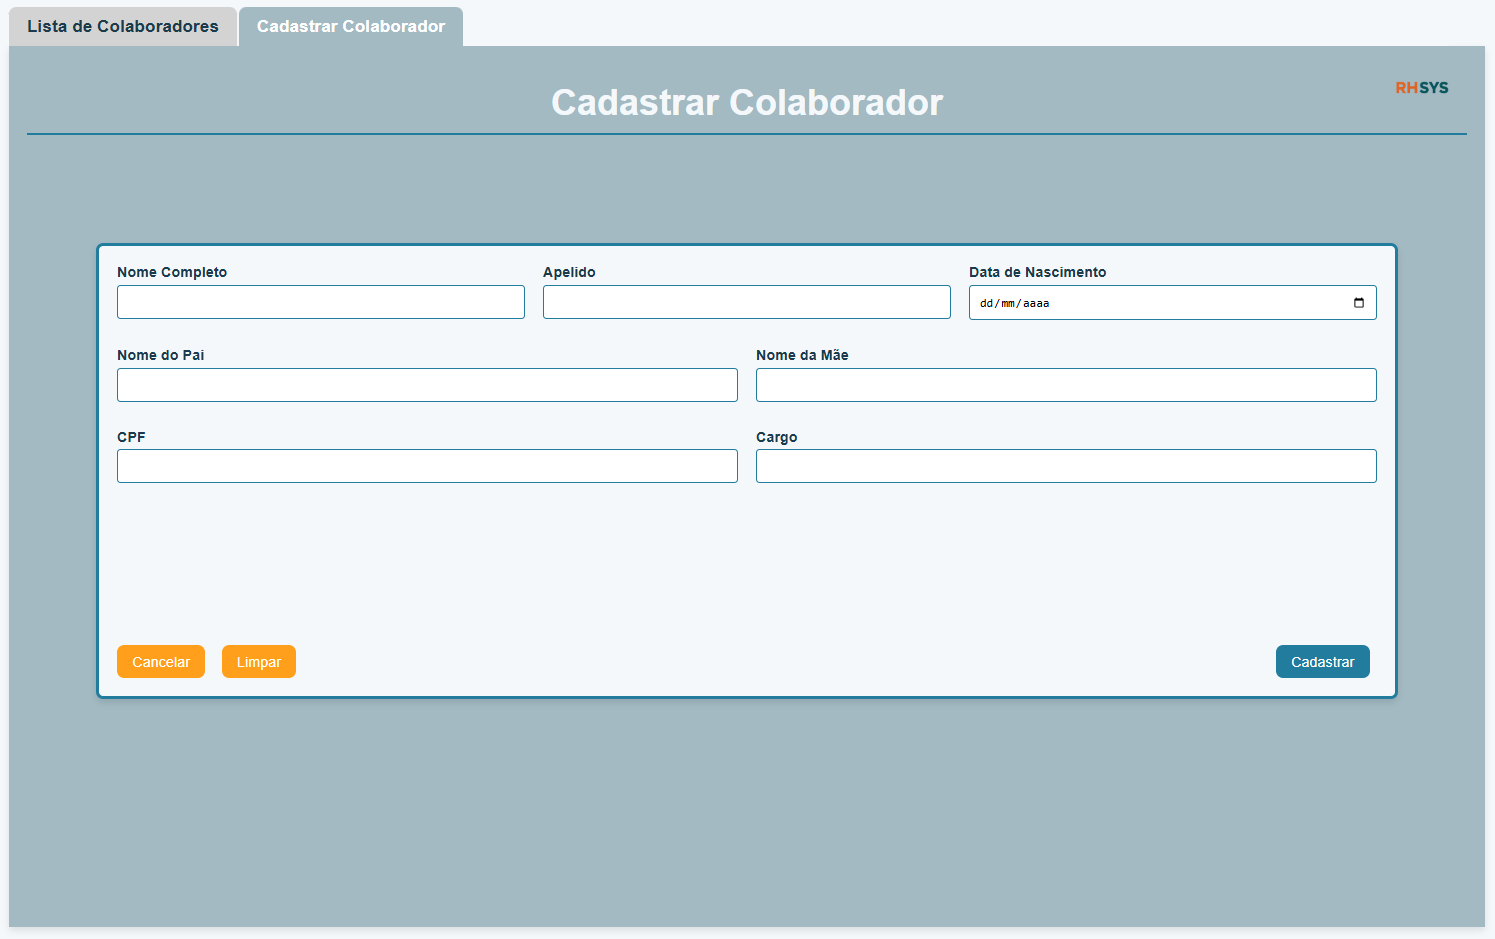 Lista de Colaboradores Cadastrar Colaborador
RHSYS
Cadastrar Colaborador
Nome Completo Apelido Data de Nascimento
dd/mm/aaaa
Nome do Pai Nome da Mãe
CPF Cargo
Cancelar Limpar Cadastrar